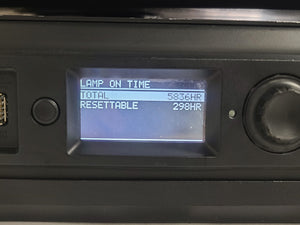 LAMP ON TIME
TOTAL 5836HR
RESETTABLE 298HR